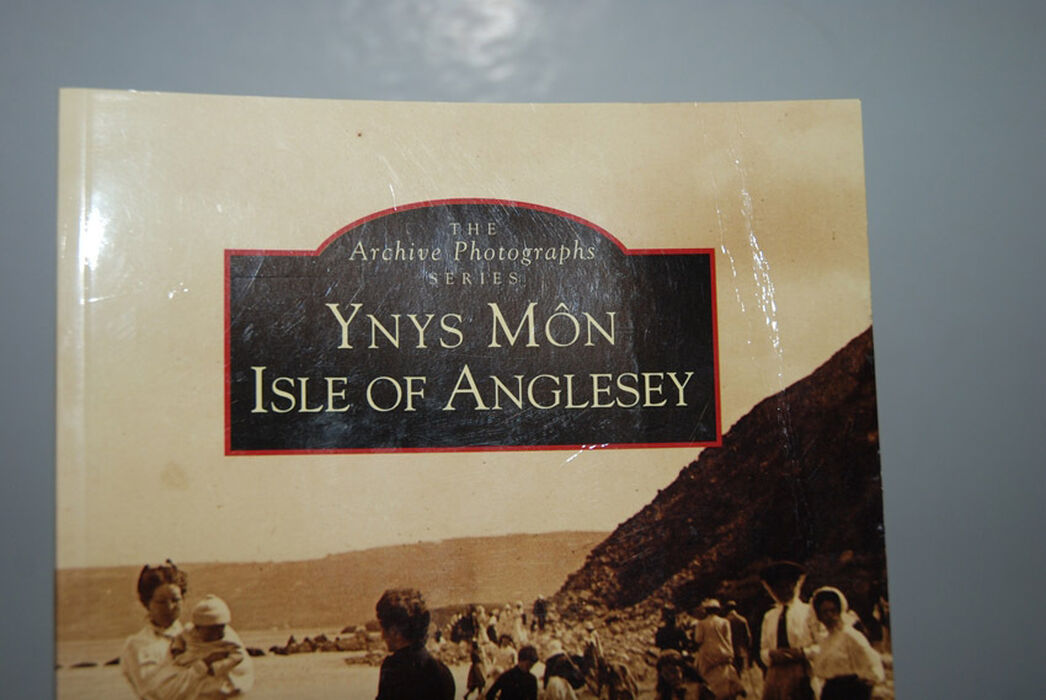 THE
Archive Photographs
SERIES
YNYS MÔN
ISLE OF ANGLESEY